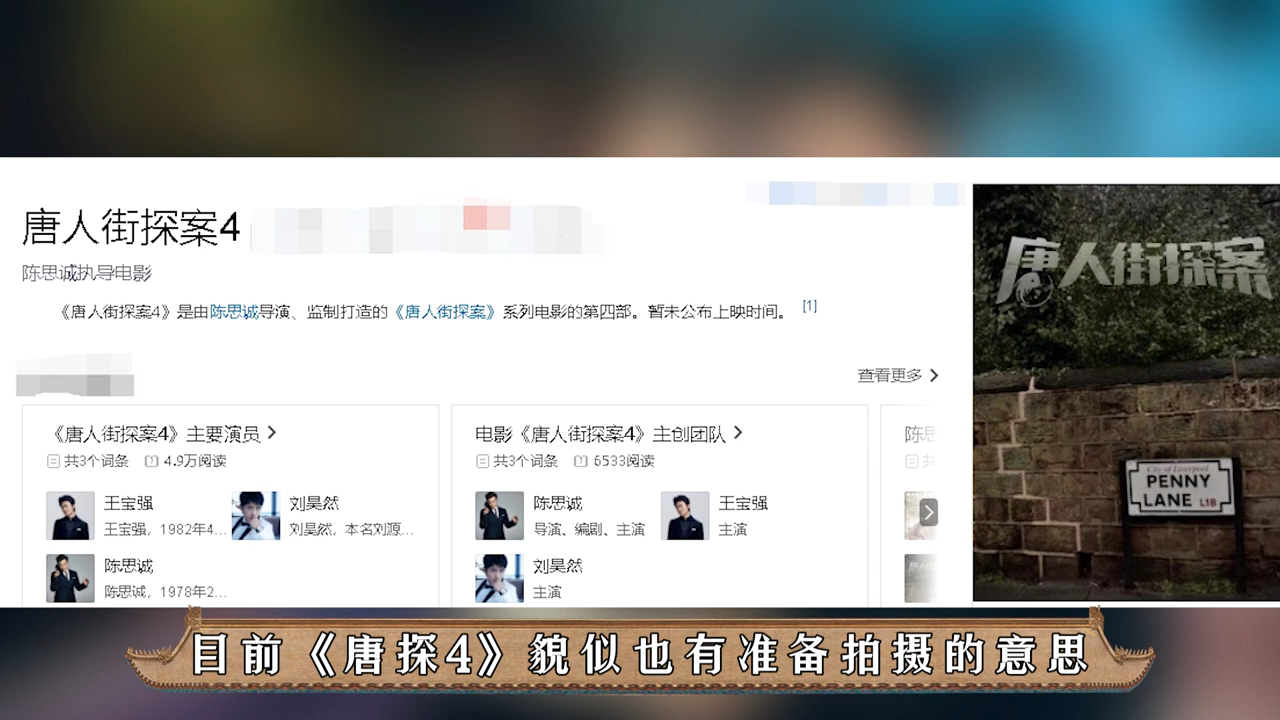 唐人街探案4
陈思诚执导电影
《唐人街探案4》是由陈思诚导演、监制打造的《唐人街探案》系列电影的第四部。暂未公布上映时间。 [1]
查看更多
《唐人街探案4》主要演员
共3个词条 4.9万阅读
王宝强
王宝强，1982年4...
刘昊然
刘昊然，本名刘源...
陈思诚
陈思诚，1978年2...
电影《唐人街探案4》主创团队
共3个词条 6533阅读
陈思诚
导演、编剧、主演
王宝强
主演
刘昊然
主演
陈思
共
唐人街探案
City of Liverpool
PENNY
LANE L18
目前《唐探4》貌似也有准备拍摄的意思